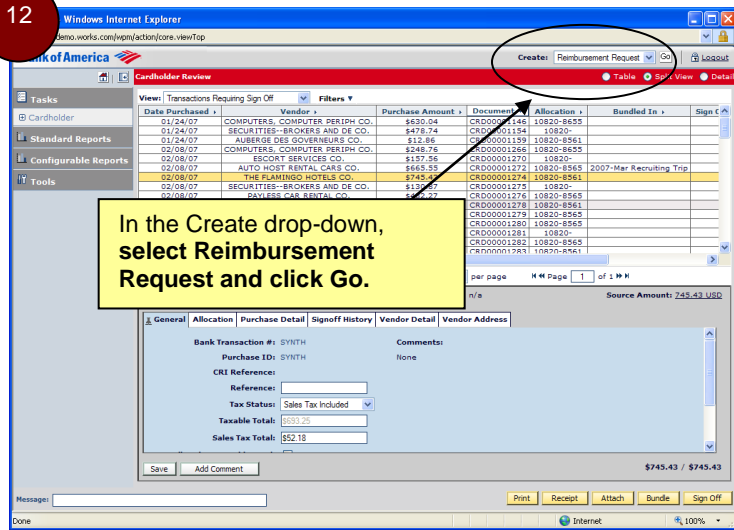 12
Windows Internet Explorer
demo.works.com/wpm/action/core.viewTop
Bank of America
Create: Reimbursement Request Go Logout
Cardholder Review
Table Split View Detail
Tasks
Cardholder
Standard Reports
Configurable Reports
Tools
View: Transactions Requiring Sign Off Filters
Date Purchased Vendor Purchase Amount Document Allocation Bundled In Sign
01/24/07 COMPUTERS, COMPUTER PERIPH CO. $630.04 CRD00001146 10820-8655
01/24/07 SECURITIES--BROKERS AND DE CO. $478.74 CRD00001154 10820-
01/24/07 AUBERGE DES GOVERNEURS CO. $12.86 CRD00001159 10820-8561
02/08/07 COMPUTERS, COMPUTER PERIPH CO. $248.76 CRD00001266 10820-8655
02/08/07 ESCORT SERVICES CO. $157.56 CRD00001270 10820-
02/08/07 AUTO HOST RENTAL CARS CO. $665.55 CRD00001272 10820-8565 2007-Mar Recruiting Trip
02/08/07 THE FLAMINGO HOTELS CO. $745.43 CRD00001274 10820-8561
02/08/07 SECURITIES--BROKERS AND DE CO. CRD00001275 10820-
02/08/07 PAYLESS CAR RENTAL CO. CRD00001276 10820-8565
CRD00001278 10820-8561
CRD00001279 10820-8565
CRD00001280 10820-8565
CRD00001281 10820-
CRD00001282 10820-8565
CRD00001283 10820-8561
In the Create drop-down,
select Reimbursement
Request and click Go.
per page Page 1 of 1
n/a Source Amount: 745.43 USD
General Allocation Purchase Detail Signoff History Vendor Detail Vendor Address
Bank Transaction #: SYNTH Comments:
Purchase ID: SYNTH None
CRI Reference:
Reference:
Tax Status: Sales Tax Included
Taxable Total: $693.25
Sales Tax Total: $52.18
Save Add Comment $745.43 / $745.43
Message: Print Receipt Attach Bundle Sign Off
Done Internet 100%